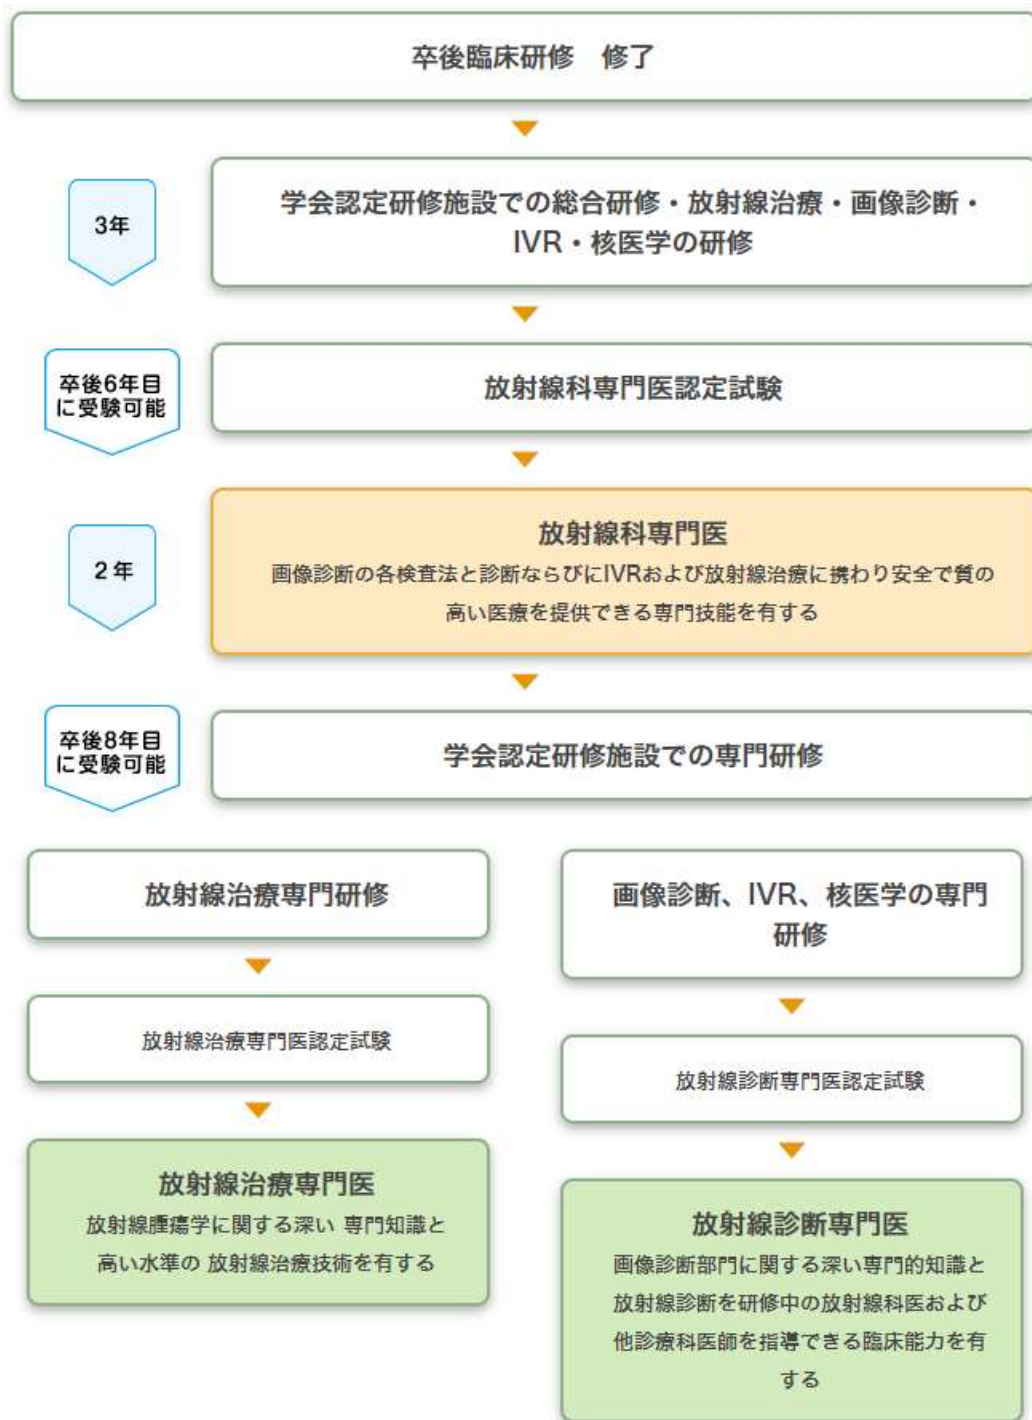 卒後臨床研修　修了
3年
学会認定研修施設での総合研修・放射線治療・画像診断・
IVR・核医学の研修
卒後6年目
に受験可能
放射線科専門医認定試験
2年
放射線科専門医
画像診断の各検査法と診断ならびにIVRおよび放射線治療に携わり安全で質の
高い医療を提供できる専門技能を有する
卒後8年目
に受験可能
学会認定研修施設での専門研修
放射線治療専門研修
放射線治療専門医認定試験
放射線治療専門医
放射線腫瘍学に関する深い 専門知識と
高い水準の 放射線治療技術を有する
画像診断、IVR、核医学の専門
研修
放射線診断専門医認定試験
放射線診断専門医
画像診断部門に関する深い専門的知識と
放射線診断を研修中の放射線科医および
他診療科医師を指導できる臨床能力を有
する